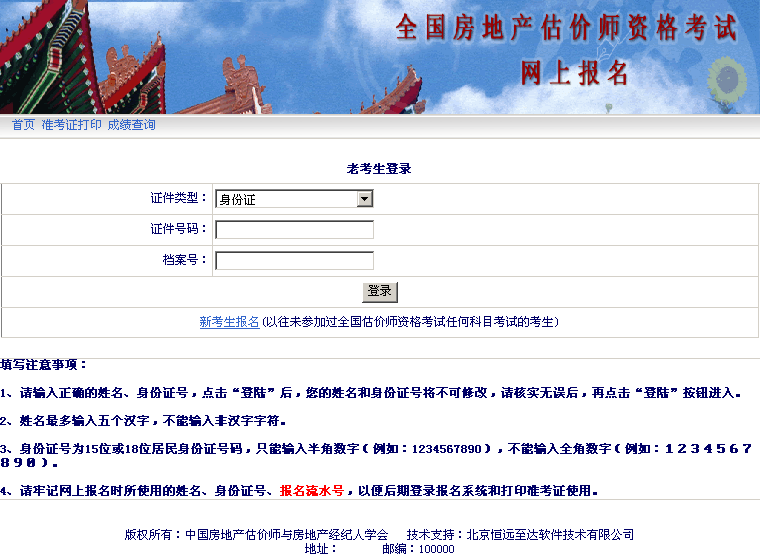 全国房地产估价师资格考试
网上报名
首页 准考证打印 成绩查询
老考生登录
证件类型： 身份证
证件号码：
档案号：
登录
新考生报名(以往未参加过全国估价师资格考试任何科目考试的考生)
填写注意事项：
1、请输入正确的姓名、身份证号，点击“登陆”后，您的姓名和身份证号将不可修改，请核实无误后，再点击“登陆”按钮进入。
2、姓名最多输入五个汉字，不能输入非汉字字符。
3、身份证号为15位或18位居民身份证号码，只能输入半角数字（例如：1234567890），不能输入全角数字（例如：１２３４５６７
８９０）。
4、请牢记网上报名时所使用的姓名、身份证号、报名流水号，以便后期登录报名系统和打印准考证使用。
版权所有：中国房地产估价师与房地产经纪人学会 技术支持：北京恒远至达软件技术有限公司
地址： 邮编：100000